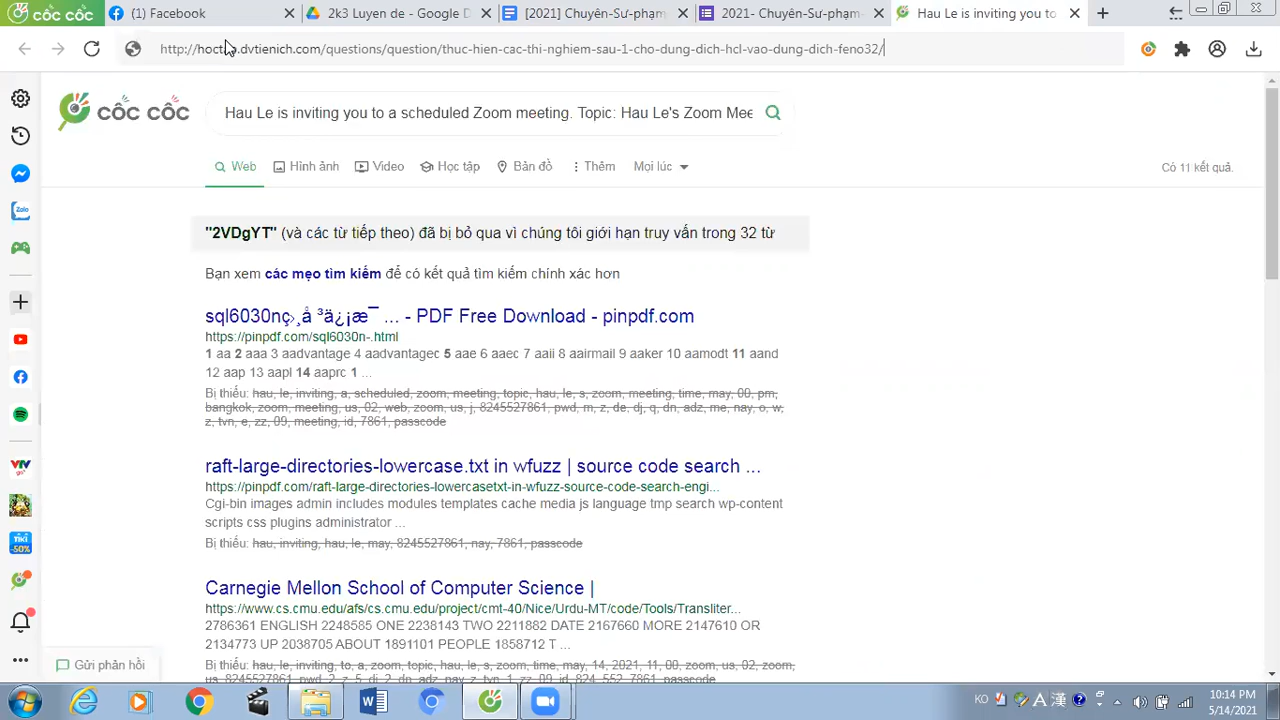 cốc cốc
(1) Facebook
2k3 Luyen de - Goog
[2021] Chuyên-Sư-phạm
Chuyên-Sư-phạm-
Hau Le is inviting you to
dvtienich.com/questions/question/thuc-hien-cac-thi-nghiem-sau-1-cho-dung-dich-hcl-vao-dung-dich-feno32/
cốc cốc
Hau Le is inviting you to a scheduled Zoom meeting. Topic: Hau Le's Zoom Mee
Web
Hình ảnh
Video
Học tập
Bản đồ
Thêm
Mọi lúc
Có 11 kết quả.
"2VDgYT" (và các từ tiếp theo) đã bị bỏ qua vì chúng tôi giới hạn truy vấn trong 32 từ
Bạn xem các mẹo tìm kiếm để có kết quả tìm kiếm chính xác hơn
sql6030nç›¸å ³ä¿¡æ¯ ... - PDF Free Download - pinpdf.com
https://pinpdf.com/sql6030n-.html
1 aa 2 aaa 3 aadvantage 4 aadvantagec 5 aae 6 aaec 7 aaii 8 aairmail 9 aaker 10 aamodt 11 aand
12 aap 13 aapl 14 aaprc 1 ...
Bị thiếu: hau, le, inviting, a, scheduled, zoom, meeting, topic, hau, le, s, zoom, meeting, time, may, 00, pm,
bangkok, zoom, meeting, us, 02, web, zoom, us, j, 8245527861, pwd, m, z, de, dj, q, dn, adz, me, nay, o, w,
z, tvn, e, zz, 09, meeting, id, 7861, passcode
raft-large-directories-lowercase.txt in wfuzz | source code search ...
https://pinpdf.com/raft-large-directories-lowercasetxt-in-wfuzz-source-code-search-engi...
Cgi-bin images admin includes modules templates cache media js language tmp search wp-content
scripts css plugins administrator ...
Bị thiếu: hau, inviting, hau, le, may, 8245527861, nay, 7861, passcode
Carnegie Mellon School of Computer Science |
https://www.cs.cmu.edu/afs/cs.cmu.edu/project/cmt-40/Nice/Urdu-MT/code/Tools/Transliter...
2786361 ENGLISH 2248585 ONE 2238143 TWO 2211882 DATE 2167660 MORE 2147610 OR
2134773 UP 2038705 ABOUT 1891101 PEOPLE 1858712 T ...
Bị thiếu: hau, le, inviting, to, a, zoom, topic, hau, le, s, zoom, time, may, 14, 2021, 11, 00, zoom, us, 02, zoom,
Gửi phản hồi
VTV
go
TIKI
-50%
Zalo
KO
A
漢
10:14 PM
5/14/2021